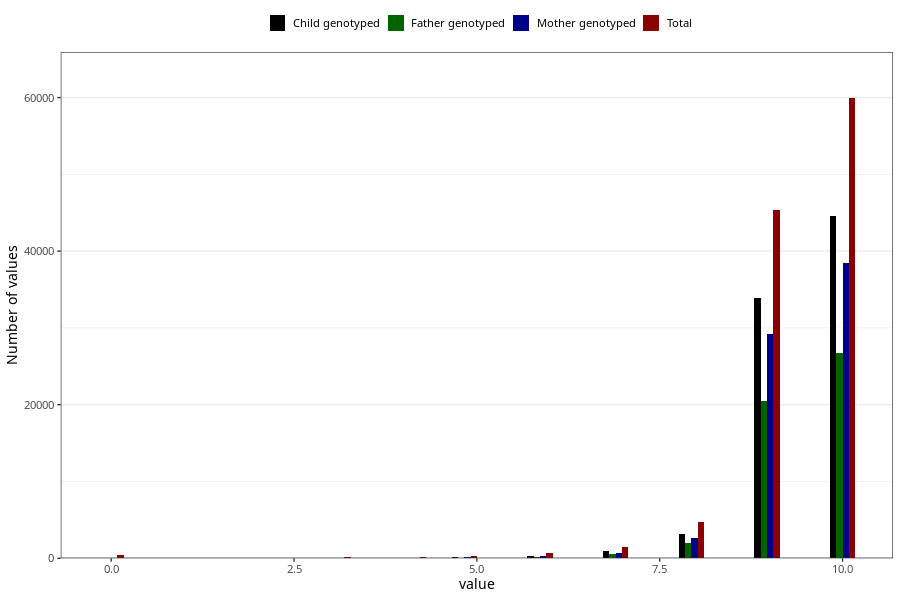 Child genotyped
Father genotyped
Mother genotyped
Total
Number of values
60000
40000
20000
0
0.0
2.5
5.0
7.5
10.0
value